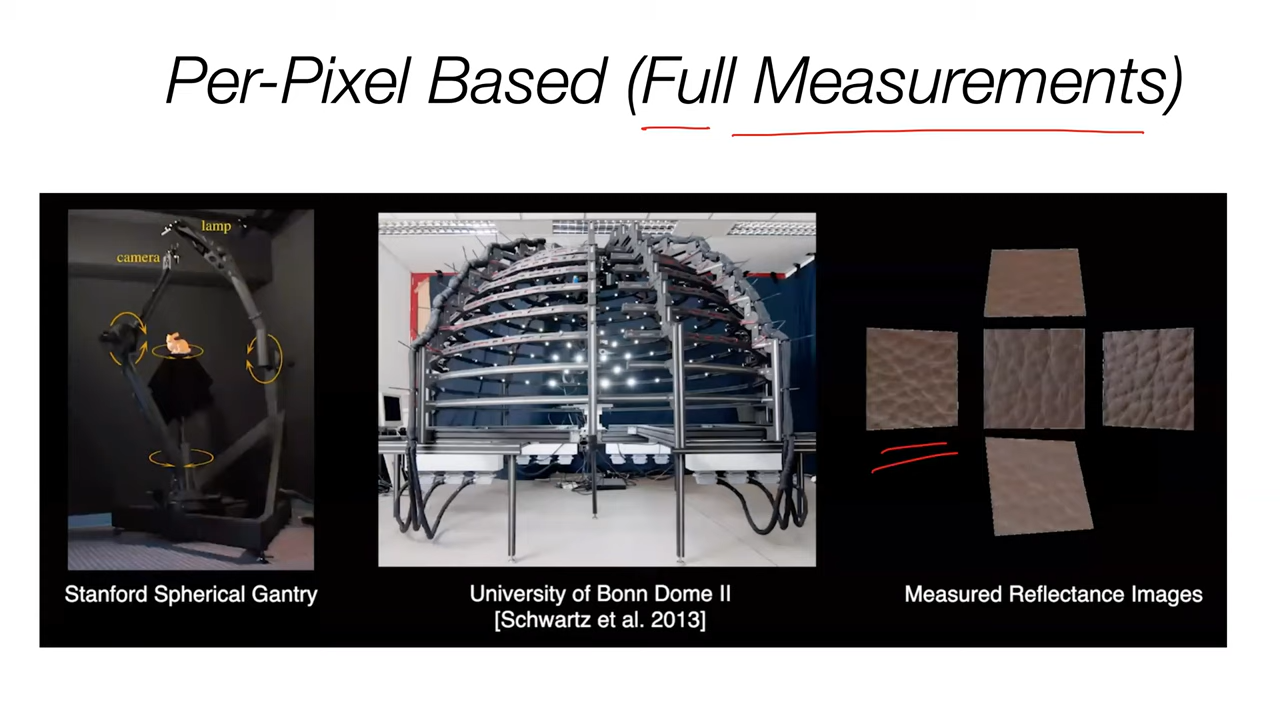 Per-Pixel Based (Full Measurements)
lamp
camera
Stanford Spherical Gantry
University of Bonn Dome II
[Schwartz et al. 2013]
Measured Reflectance Images